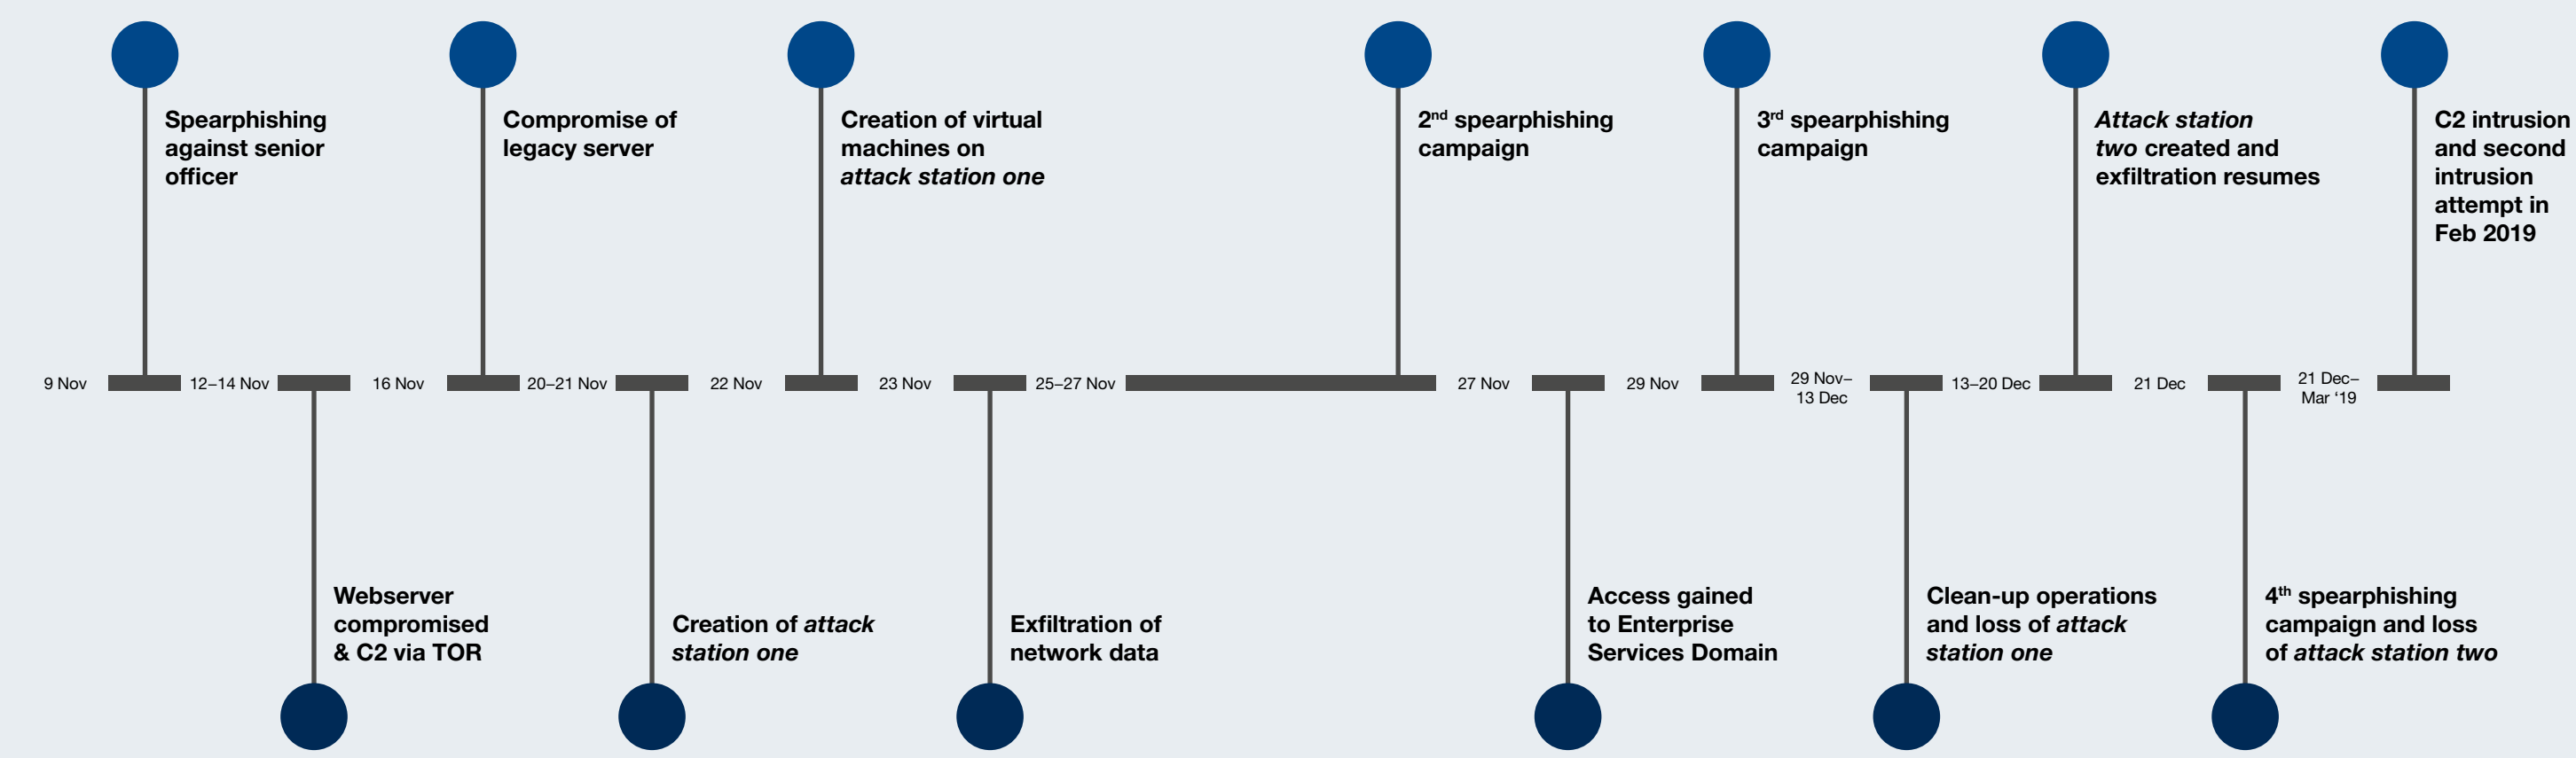 Spearphishing
against senior
officer
Compromise of
legacy server
Creation of virtual
machines on
attack station one
2nd spearphishing
campaign
3rd spearphishing
campaign
Attack station
two created and
exfiltration resumes
C2 intrusion
and second
intrusion
attempt in
Feb 2019
9 Nov
12–14 Nov
16 Nov
20–21 Nov
22 Nov
23 Nov
25–27 Nov
27 Nov
29 Nov
29 Nov–
13 Dec
13–20 Dec
21 Dec
21 Dec–
Mar ‘19
Webserver
compromised
& C2 via TOR
Creation of attack
station one
Exfiltration of
network data
Access gained
to Enterprise
Services Domain
Clean-up operations
and loss of attack
station one
4th spearphishing
campaign and loss
of attack station two